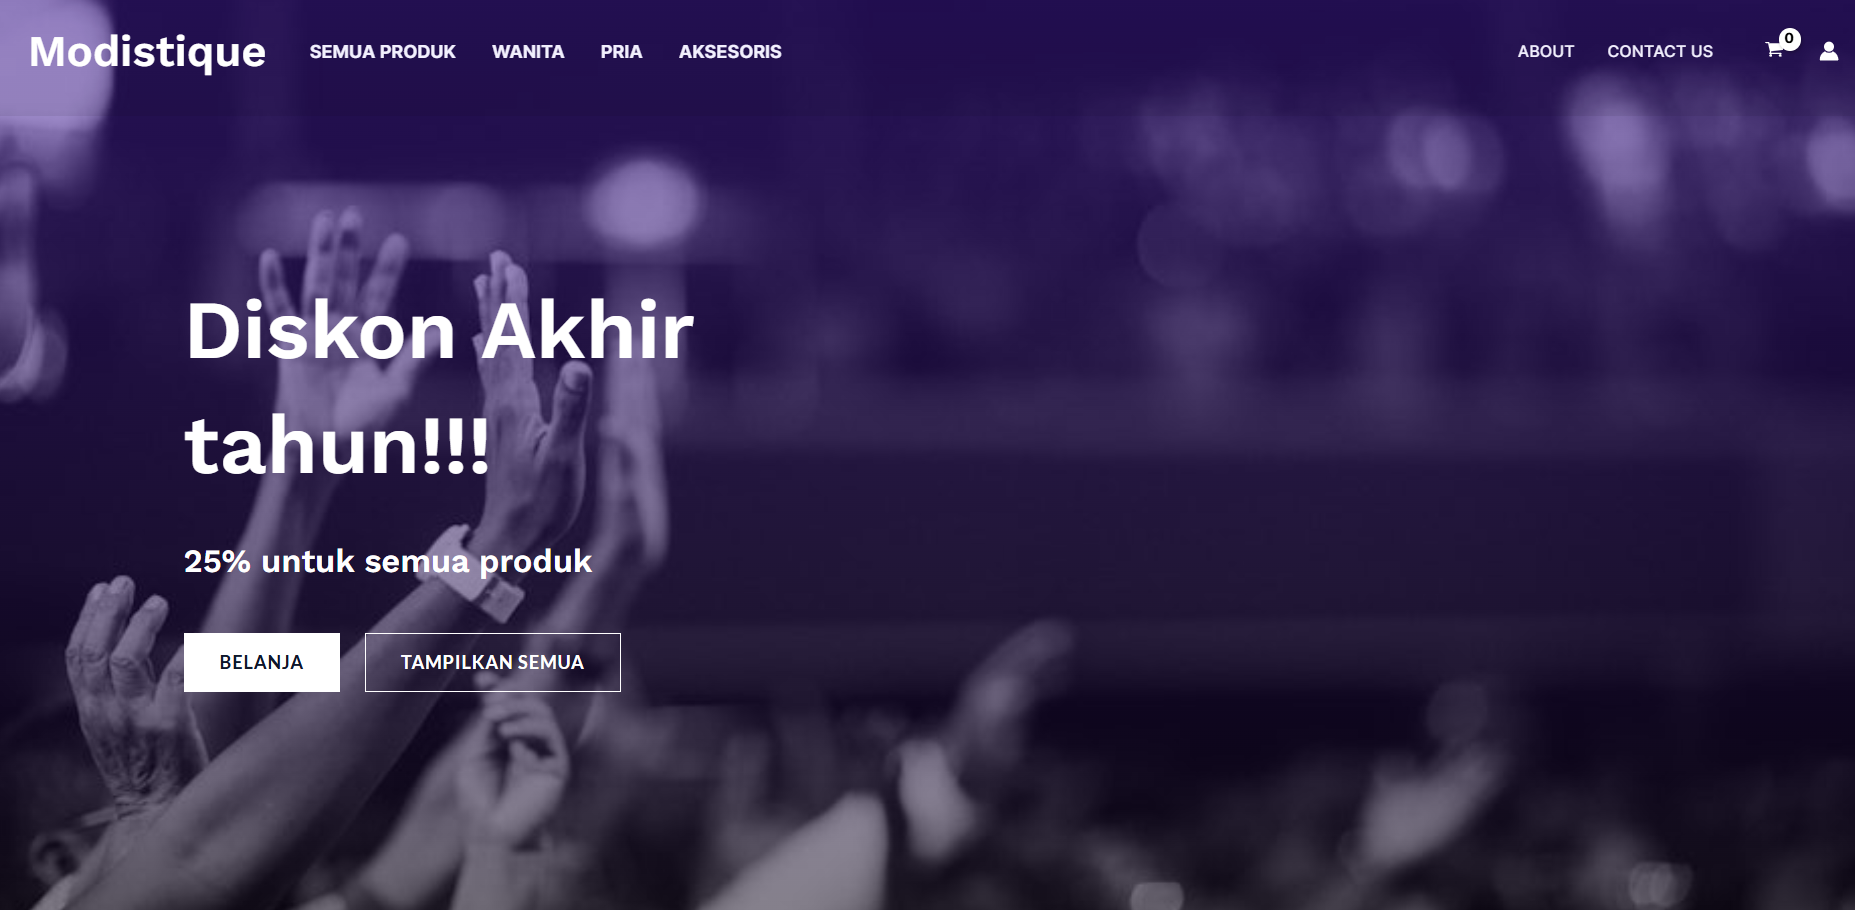 Modistique SEMUA PRODUK WANITA PRIA AKSESORIS ABOUT CONTACT US 0
Diskon Akhir
tahun!!!
25% untuk semua produk
BELANJA TAMPILKAN SEMUA